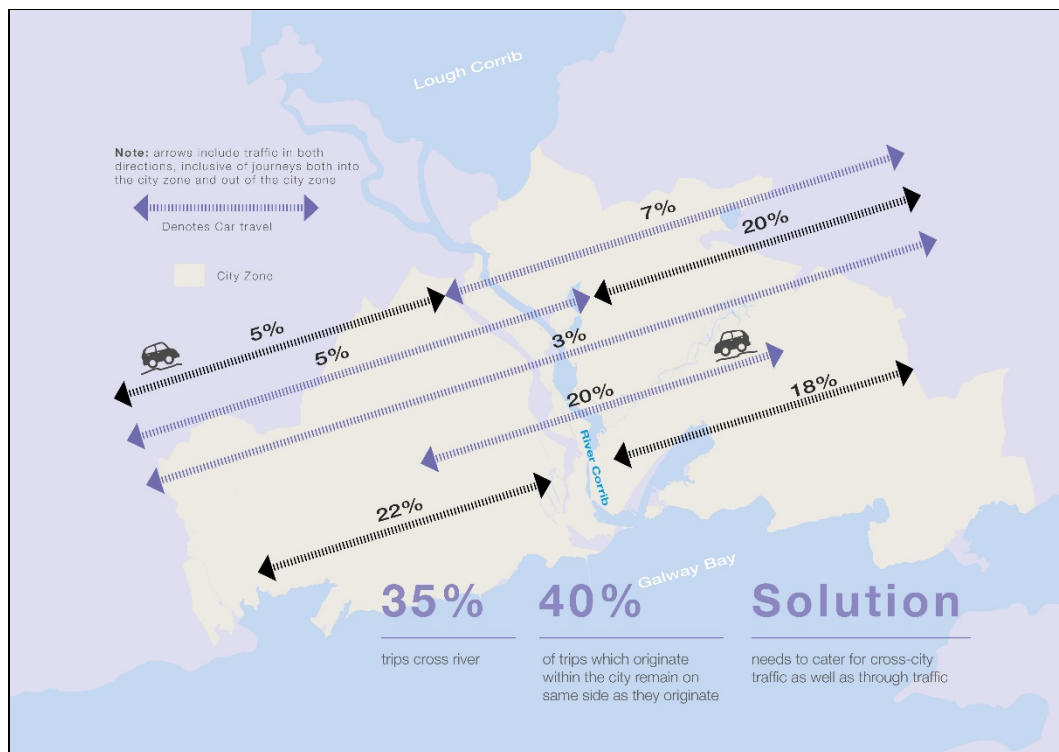 Lough Corrib
Note: arrows include traffic in both
directions, inclusive of journeys both into
the city zone and out of the city zone
Denotes Car travel
City Zone
7%
20%
5%
5%
3%
20%
18%
River Corrib
22%
Galway Bay
35%
trips cross river
40%
of trips which originate
within the city remain on
same side as they originate
Solution
needs to cater for cross-city
traffic as well as through traffic